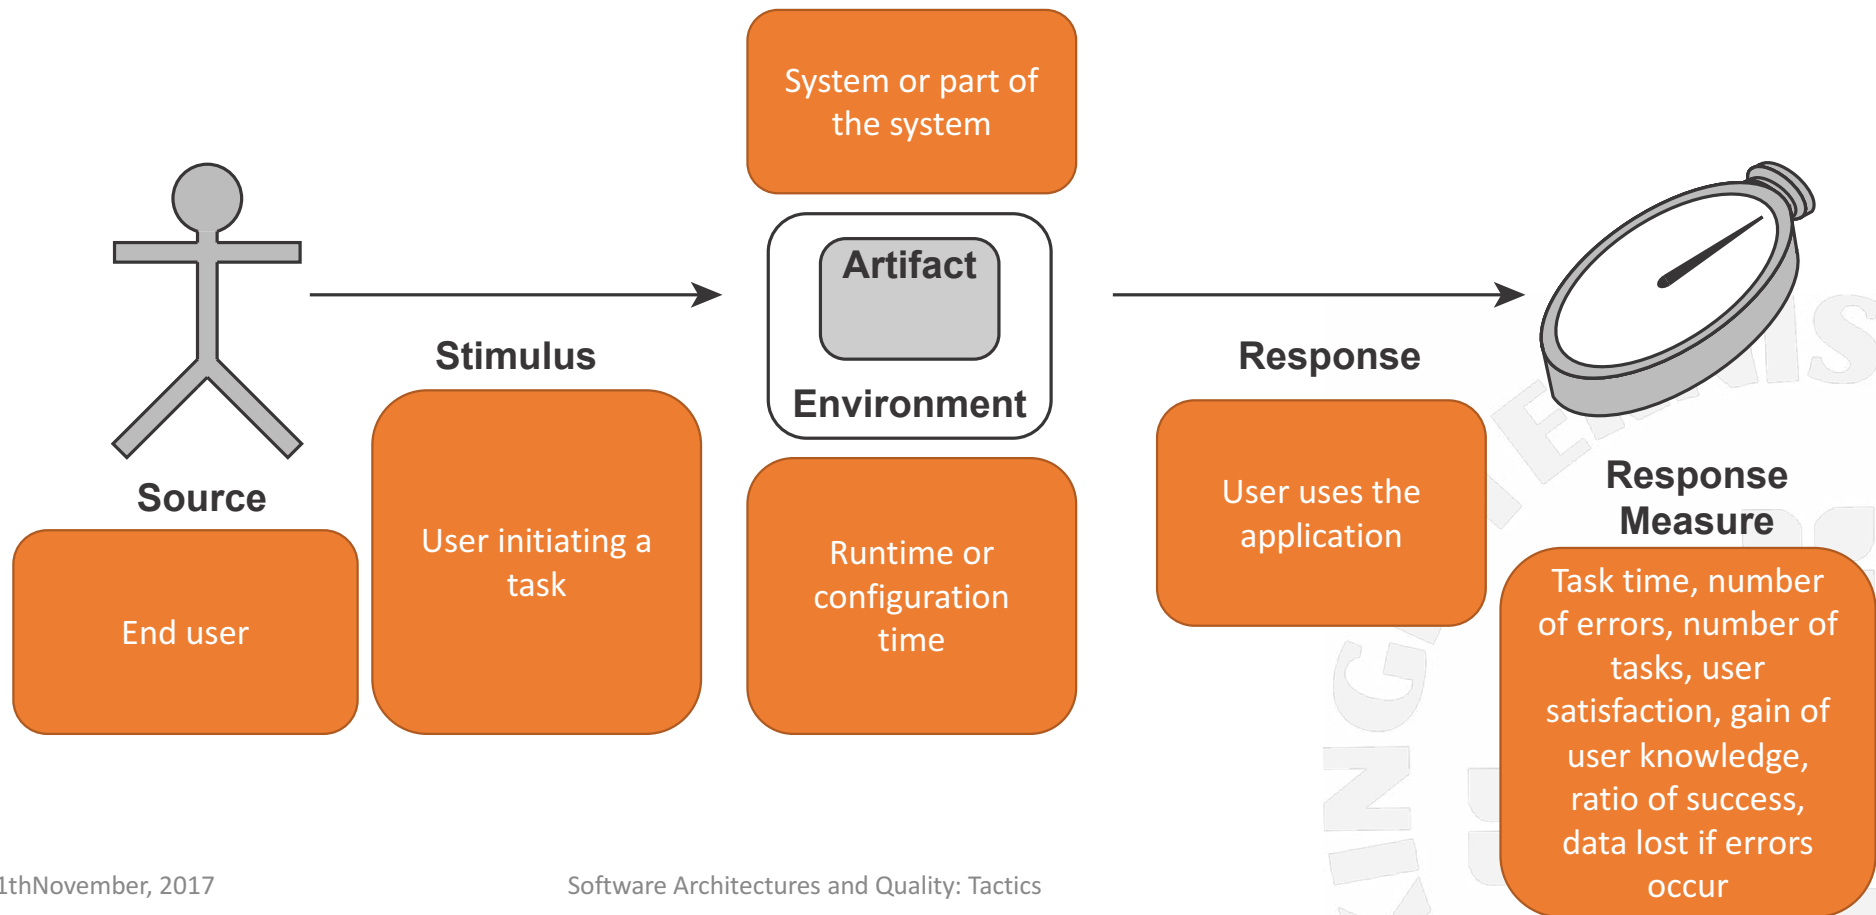 System or part of
the system
Artifact
Environment
Stimulus
Response
Source
Response
Measure
End user
User initiating a
task
Runtime or
configuration
time
User uses the
application
Task time, number
of errors, number of
tasks, user
satisfaction, gain of
user knowledge,
ratio of success,
data lost if errors
occur
1thNovember, 2017
Software Architectures and Quality: Tactics